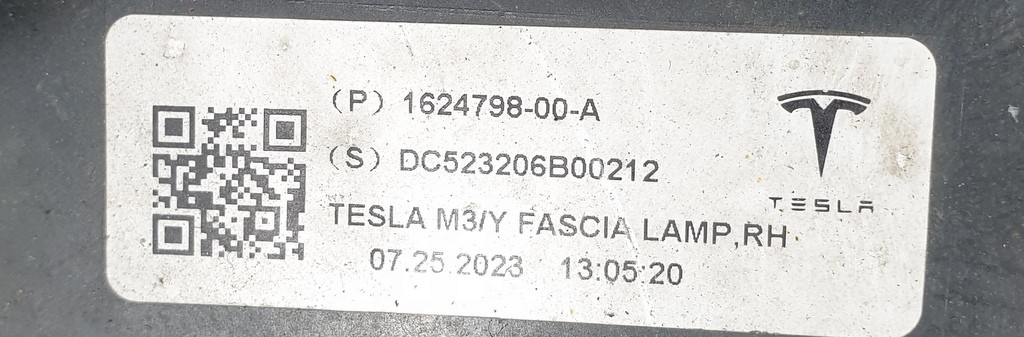 (P) 1624798-00-A
(S) DC523206B00212
TESLA M3/Y FASCIA LAMP,RH
07.25.2023 13:05:20
TESLA